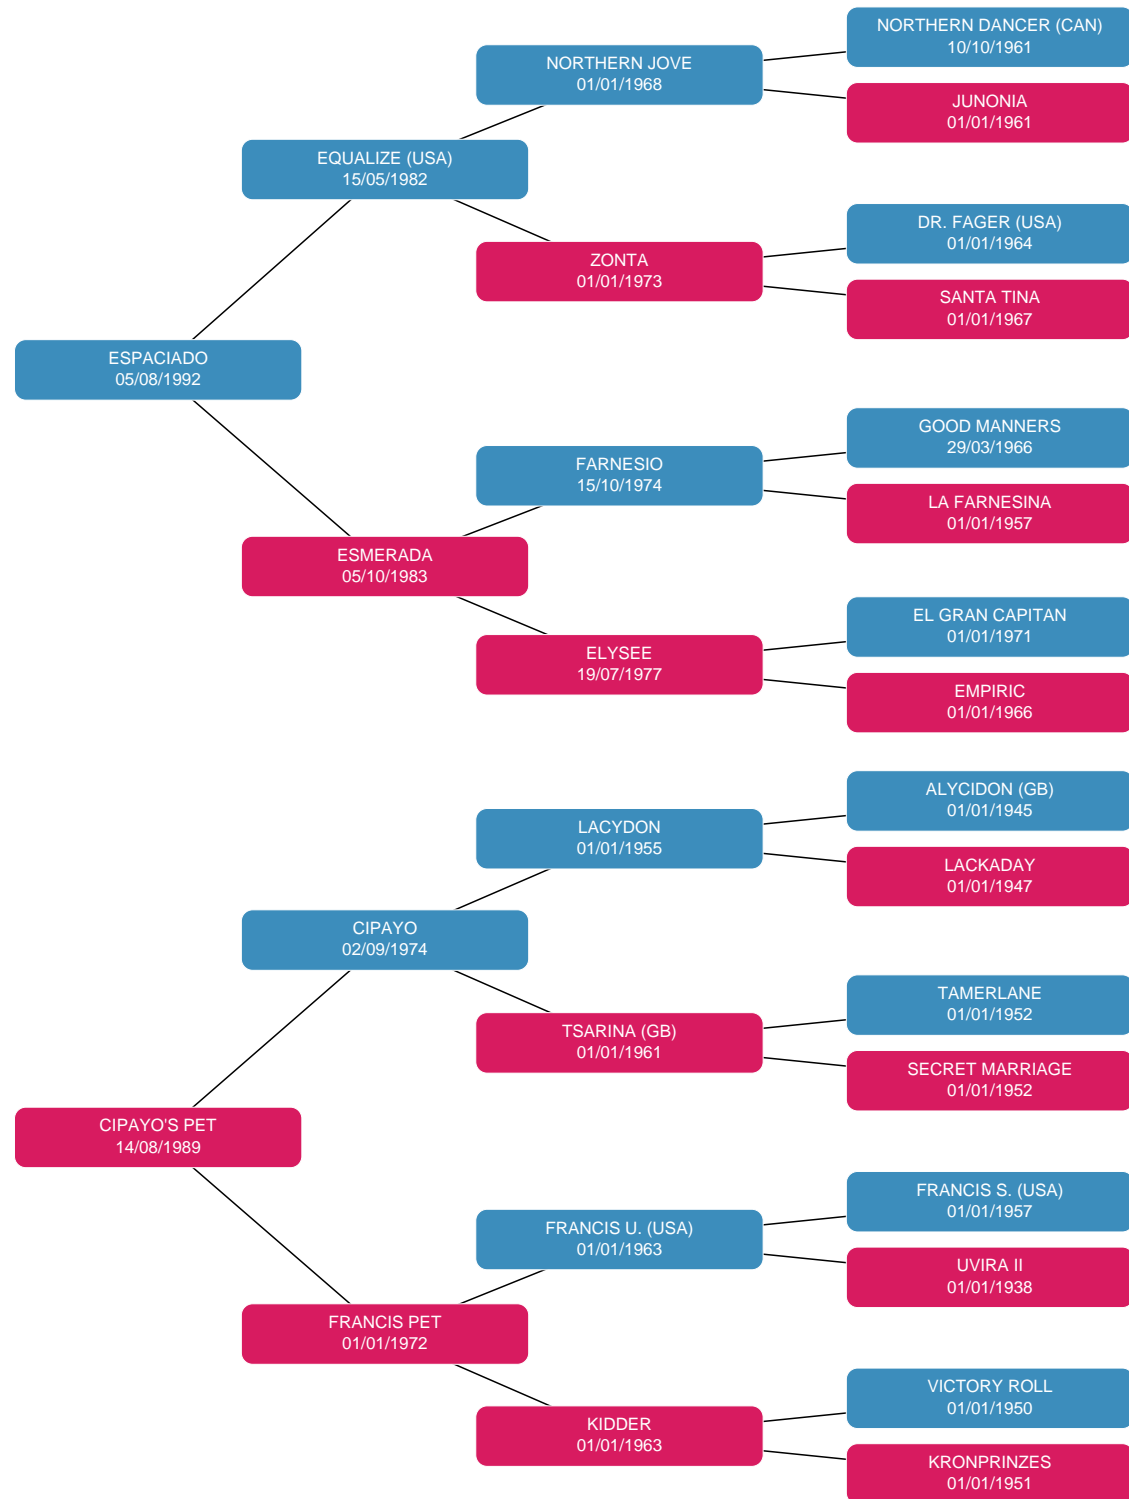 NORTHERN DANCER (CAN)
10/10/1961
NORTHERN JOVE
01/01/1968
JUNONIA
01/01/1961
EQUALIZE (USA)
15/05/1982
DR. FAGER (USA)
01/01/1964
ZONTA
01/01/1973
SANTA TINA
01/01/1967
ESPACIADO
05/08/1992
GOOD MANNERS
29/03/1966
FARNESIO
15/10/1974
LA FARNESINA
01/01/1957
ESMERADA
05/10/1983
EL GRAN CAPITAN
01/01/1971
ELYSEE
19/07/1977
EMPIRIC
01/01/1966
ALYCIDON (GB)
01/01/1945
LACYDON
01/01/1955
LACKADAY
01/01/1947
CIPAYO
02/09/1974
TAMERLANE
01/01/1952
TSARINA (GB)
01/01/1961
SECRET MARRIAGE
01/01/1952
CIPAYO'S PET
14/08/1989
FRANCIS S. (USA)
01/01/1957
FRANCIS U. (USA)
01/01/1963
UVIRA II
01/01/1938
FRANCIS PET
01/01/1972
VICTORY ROLL
01/01/1950
KIDDER
01/01/1963
KRONPRINZES
01/01/1951